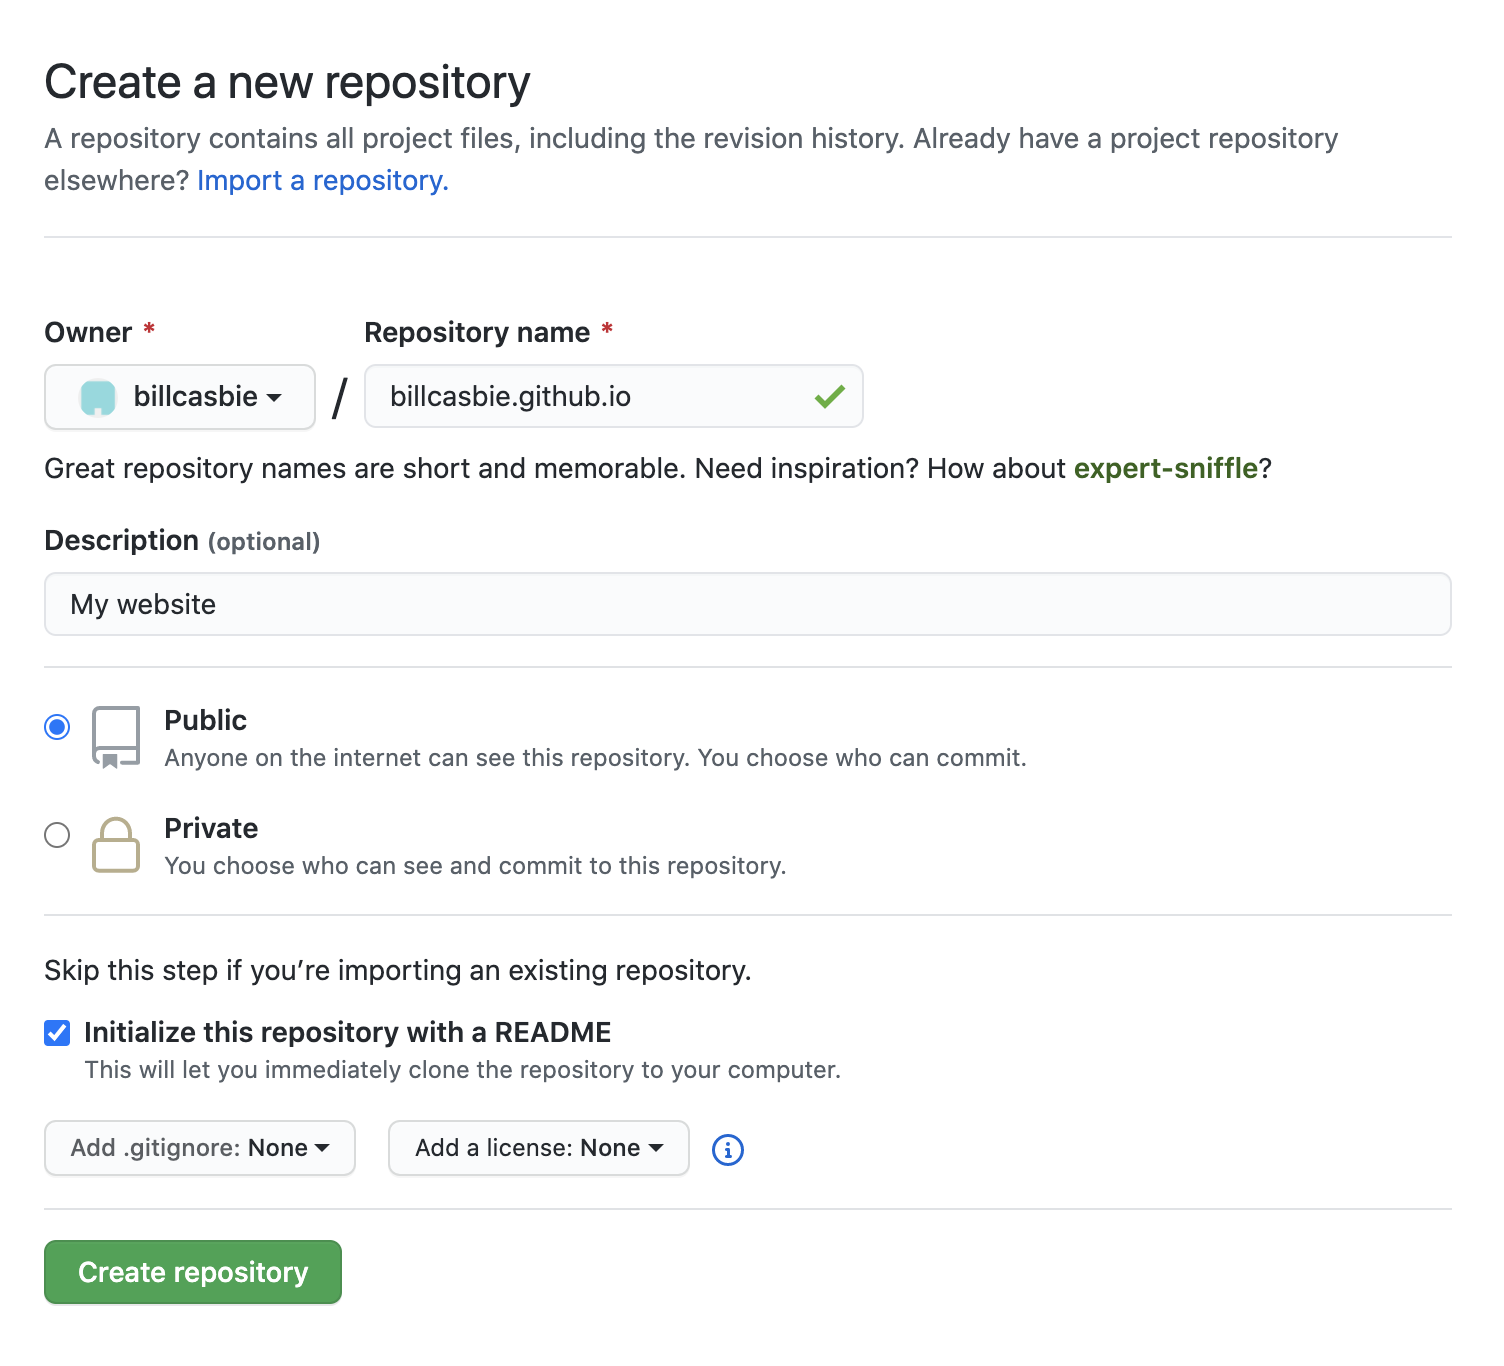 Create a new repository
A repository contains all project files, including the revision history. Already have a project repository
elsewhere? Import a repository.
Owner * Repository name *
billcasbie / billcasbie.github.io
Great repository names are short and memorable. Need inspiration? How about expert-sniffle?
Description (optional)
My website
Public
Anyone on the internet can see this repository. You choose who can commit.
Private
You choose who can see and commit to this repository.
Skip this step if you’re importing an existing repository.
Initialize this repository with a README
This will let you immediately clone the repository to your computer.
Add .gitignore: None Add a license: None
Create repository